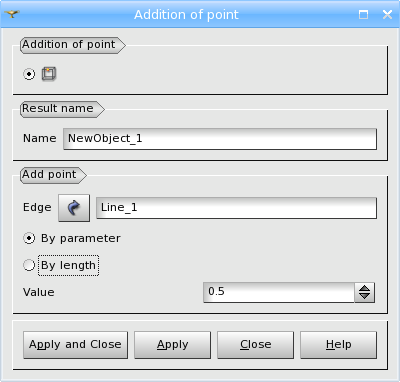 Addition of point
Addition of point
Result name
Name NewObject_1
Add point
Edge Line_1
By parameter
By length
Value 0.5
Apply and Close Apply Close Help